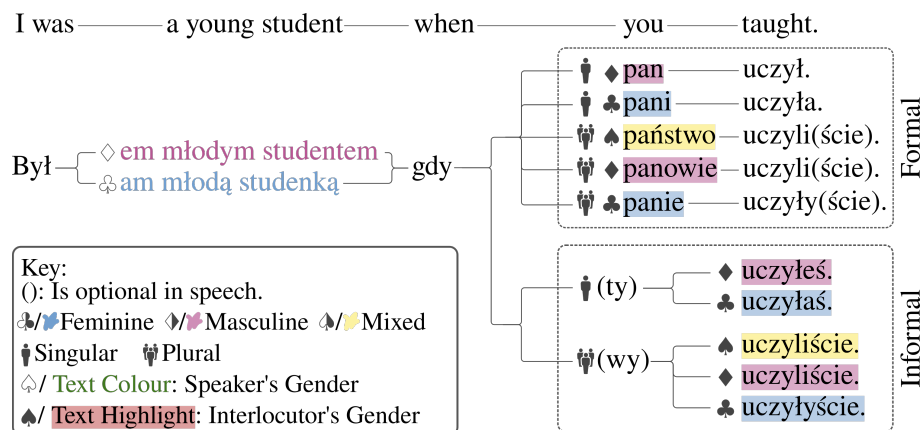 I was a young student when you taught.
pan uczył.
pani uczyła.
państwo uczyli(ście).
panowie uczyli(ście).
panie uczyły(ście).
Formal
Był em młodym studentem gdy
am młodą studenką
(ty) uczyłeś.
uczyłaś.
(wy) uczyliście.
uczyliście.
uczyłyście.
Informal
Key:
(): Is optional in speech.
/Feminine /Masculine /Mixed
Singular Plural
/ Text Colour: Speaker's Gender
/ Text Highlight: Interlocutor's Gender